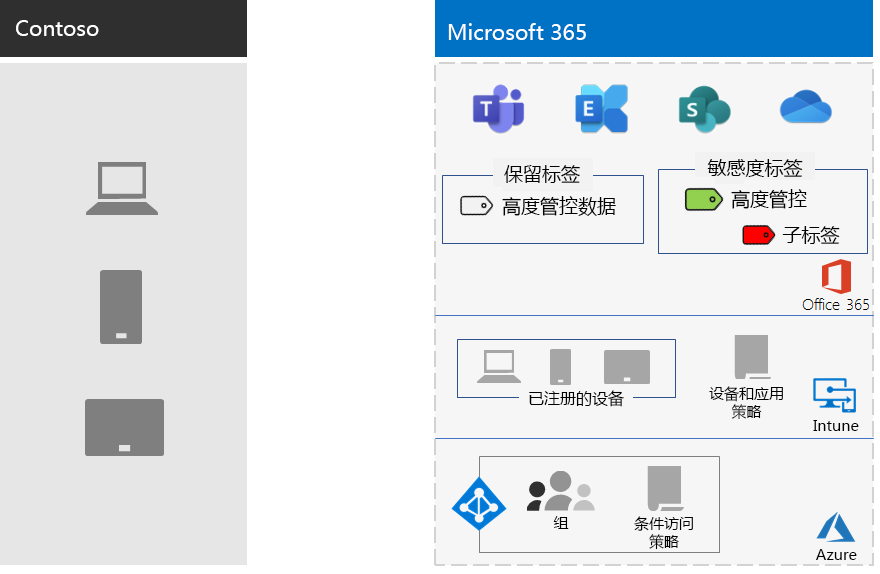 Contoso
Microsoft 365
T
E
S
保留标签
高度管控数据
敏感度标签
高度管控
子标签
Office 365
已注册的设备
设备和应用
策略
Intune
组
条件访问
策略
Azure